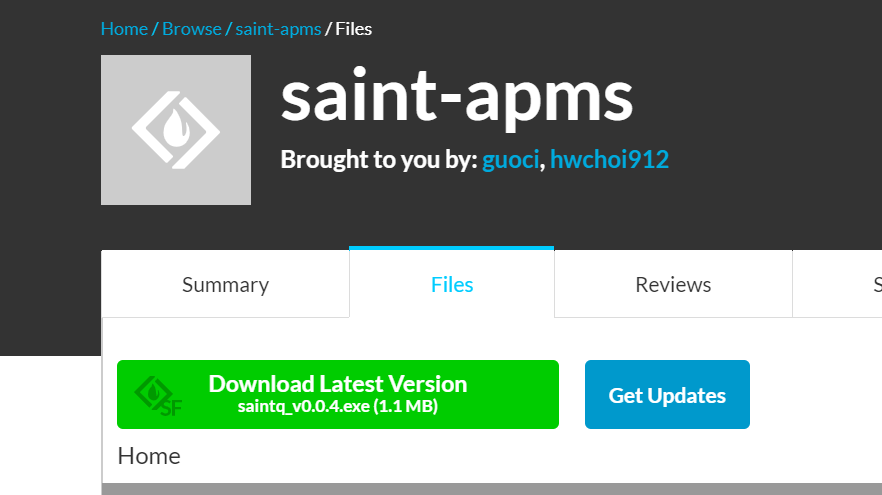 Home / Browse / saint-apms / Files
saint-apms
Brought to you by: guoci, hwchoi912
Summary
Files
Reviews
S
Download Latest Version
saintq_v0.0.4.exe (1.1 MB)
SF
Get Updates
Home